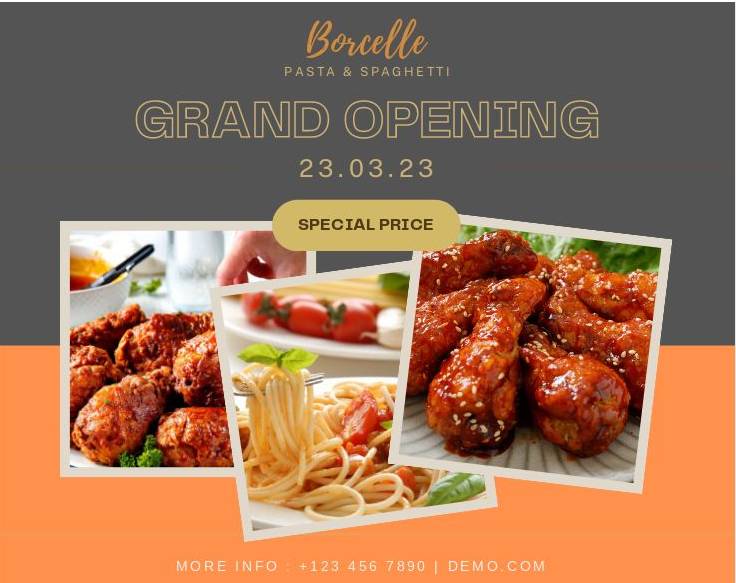 Borcelle
PASTA & SPAGHETTI
GRAND OPENING
23.03.23
SPECIAL PRICE
MORE INFO : +123 456 7890 | DEMO.COM